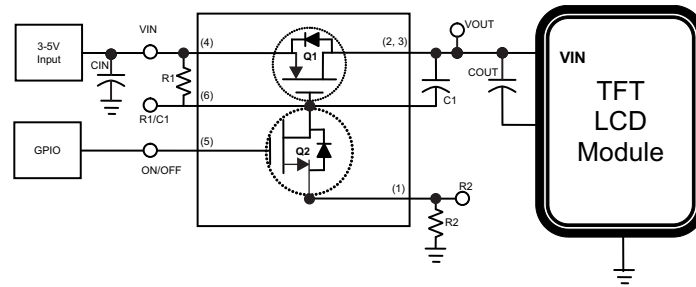 VOUT
3-5V
Input
VIN
(4)
(2, 3)
Q1
CIN
R1
COUT
C1
VIN
TFT
LCD
Module
(6)
R1/C1
GPIO
(5)
ON/OFF
Q2
(1)
R2
R2